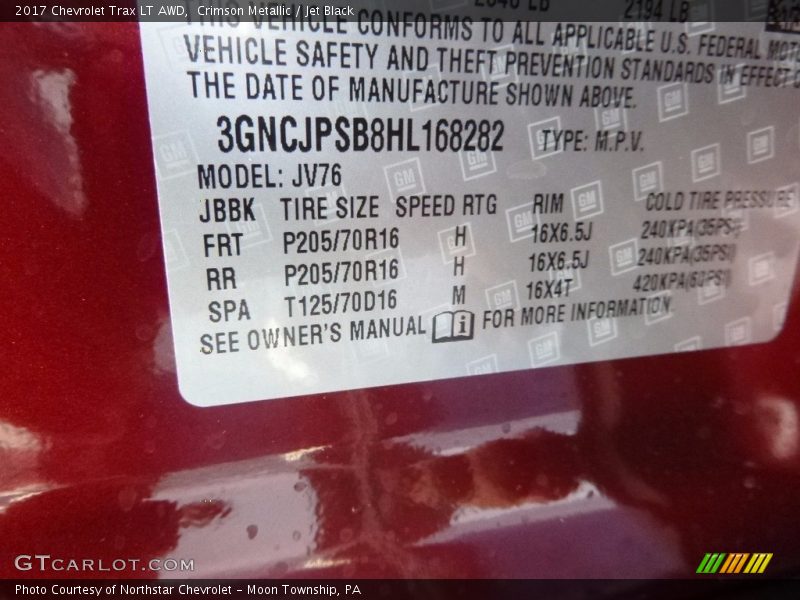 2017 Chevrolet Trax LT AWD, Crimson Metallic / Jet Black
2194 LB
THIS VEHICLE CONFORMS TO ALL APPLICABLE U.S. FEDERAL
VEHICLE SAFETY AND THEFT PREVENTION STANDARDS IN EFFECT
THE DATE OF MANUFACTURE SHOWN ABOVE.
3GNCJPSB8HL168282 TYPE: M.P.V.
MODEL: JV76
JBBK TIRE SIZE SPEED RTG RIM COLD TIRE PRESSURE
FRT P205/70R16 H 16X6.5J 240KPA(35PSI)
RR P205/70R16 H 16X6.5J 240KPA(35PSI)
SPA T125/70D16 M 16X4T 420KPA(60PSI)
SEE OWNER'S MANUAL FOR MORE INFORMATION.
GTcarlot.com
Photo Courtesy of Northstar Chevrolet - Moon Township, PA